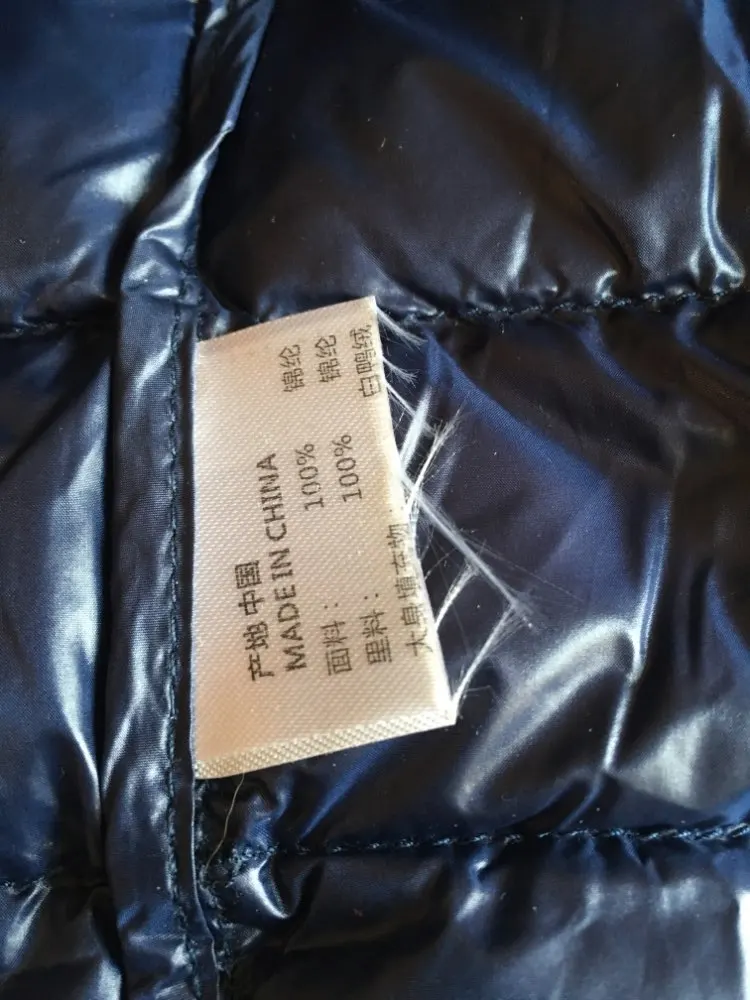 产地 中国
MADE IN CHINA
面料： 100% 锦纶
里料： 100% 锦纶
大身填充物： 白鸭绒